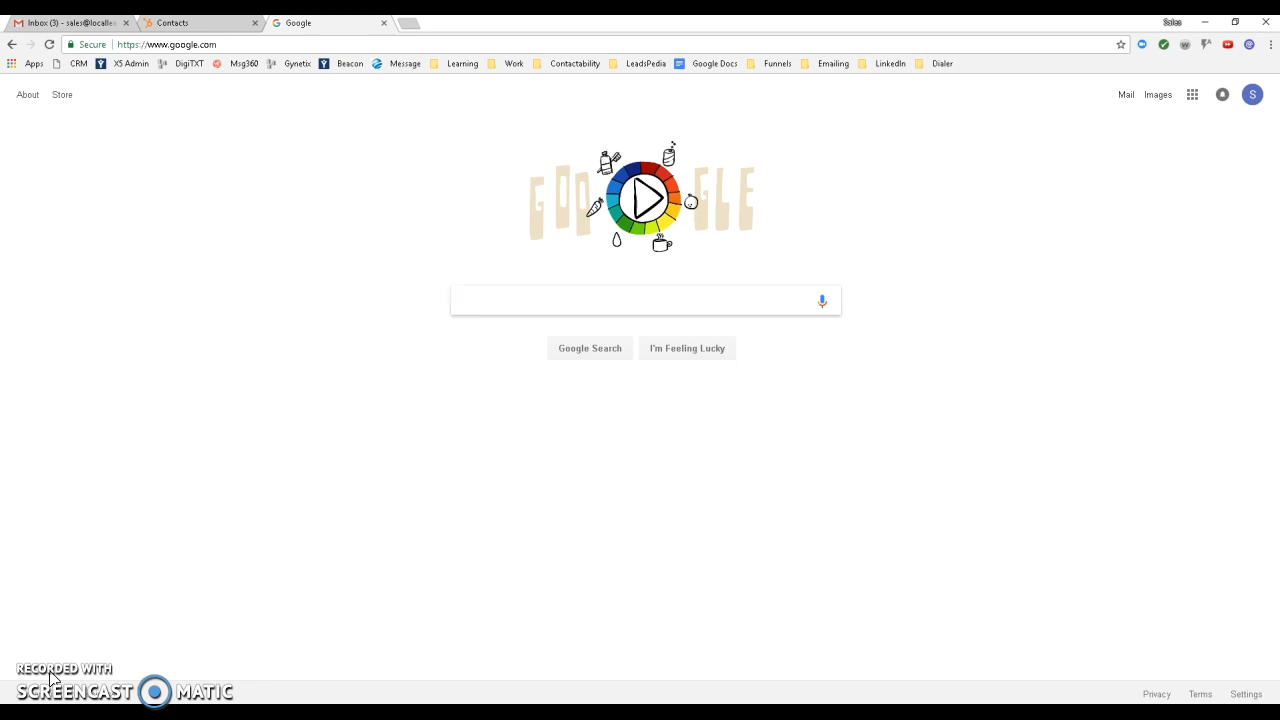 Inbox (3) - sales@localle
Contacts
Google
Sales
Secure
https://www.google.com
Apps
CRM
X5 Admin
DigiTXT
Msg360
Gynetix
Beacon
Message
Learning
Work
Contactability
LeadsPedia
Google Docs
Funnels
Emailing
LinkedIn
Dialer
About
Store
Mail
Images
S
GOOGLE
Google Search
I'm Feeling Lucky
RECORDED WITH
SCREENCAST MATIC
Privacy
Terms
Settings